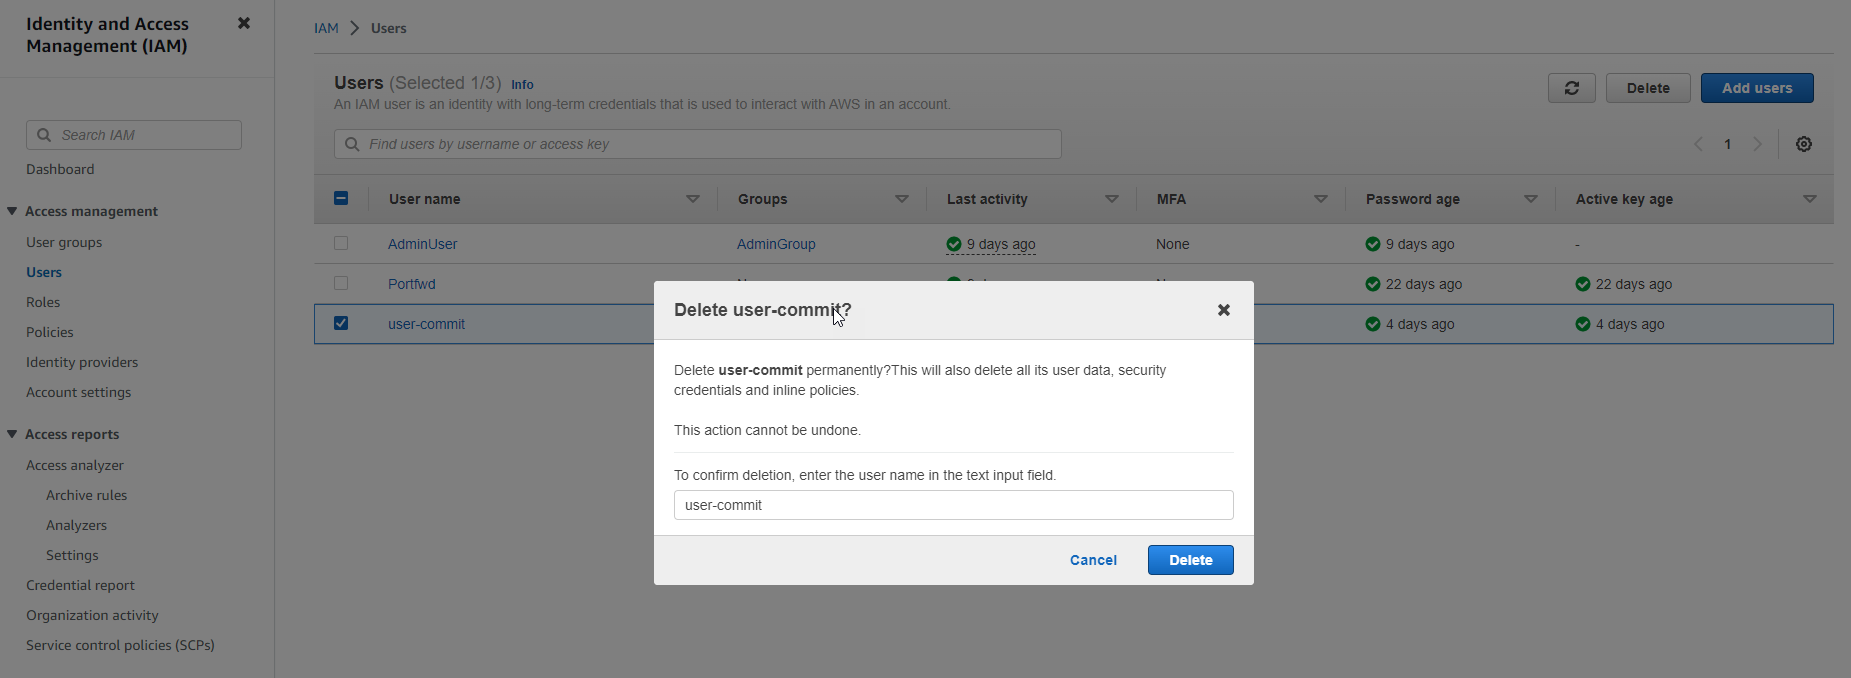 Identity and Access
Management (IAM)
Search IAM
Dashboard
Access management
User groups
Users
Roles
Policies
Identity providers
Account settings
Access reports
Access analyzer
Archive rules
Analyzers
Settings
Credential report
Organization activity
Service control policies (SCPs)
IAM Users
Users (Selected 1/3) Info
An IAM user is an identity with long-term credentials that is used to interact with AWS in an account.
Delete Add users
Find users by username or access key
1
User name Groups Last activity MFA Password age Active key age
AdminUser AdminGroup 9 days ago None 9 days ago -
Portfwd 22 days ago 22 days ago
user-commit 4 days ago 4 days ago
Delete user-commit?
Delete user-commit permanently?This will also delete all its user data, security
credentials and inline policies.
This action cannot be undone.
To confirm deletion, enter the user name in the text input field.
user-commit
Cancel Delete